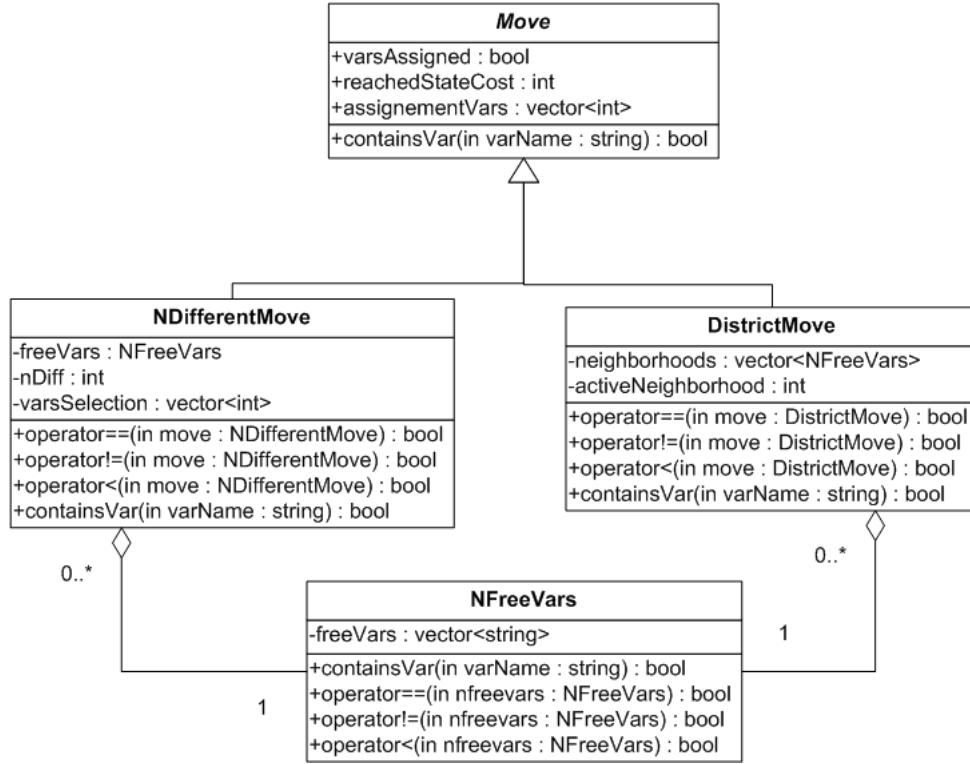 Move
+varsAssigned : bool
+reachedStateCost : int
+assignementVars : vector<int>
+containsVar(in varName : string) : bool
NDifferentMove
-freeVars : NFreeVars
-nDiff : int
-varsSelection : vector<int>
+operator==(in move : NDifferentMove) : bool
+operator!=(in move : NDifferentMove) : bool
+operator<(in move : NDifferentMove) : bool
+containsVar(in varName : string) : bool
DistrictMove
-neighborhoods : vector<NFreeVars>
-activeNeighborhood : int
+operator==(in move : DistrictMove) : bool
+operator!=(in move : DistrictMove) : bool
+operator<(in move : DistrictMove) : bool
+containsVar(in varName : string) : bool
0..*
0..*
NFreeVars
-freeVars : vector<string>
+containsVar(in varName : string) : bool
+operator==(in nfreevars : NFreeVars) : bool
+operator!=(in nfreevars : NFreeVars) : bool
+operator<(in nfreevars : NFreeVars) : bool
1
1